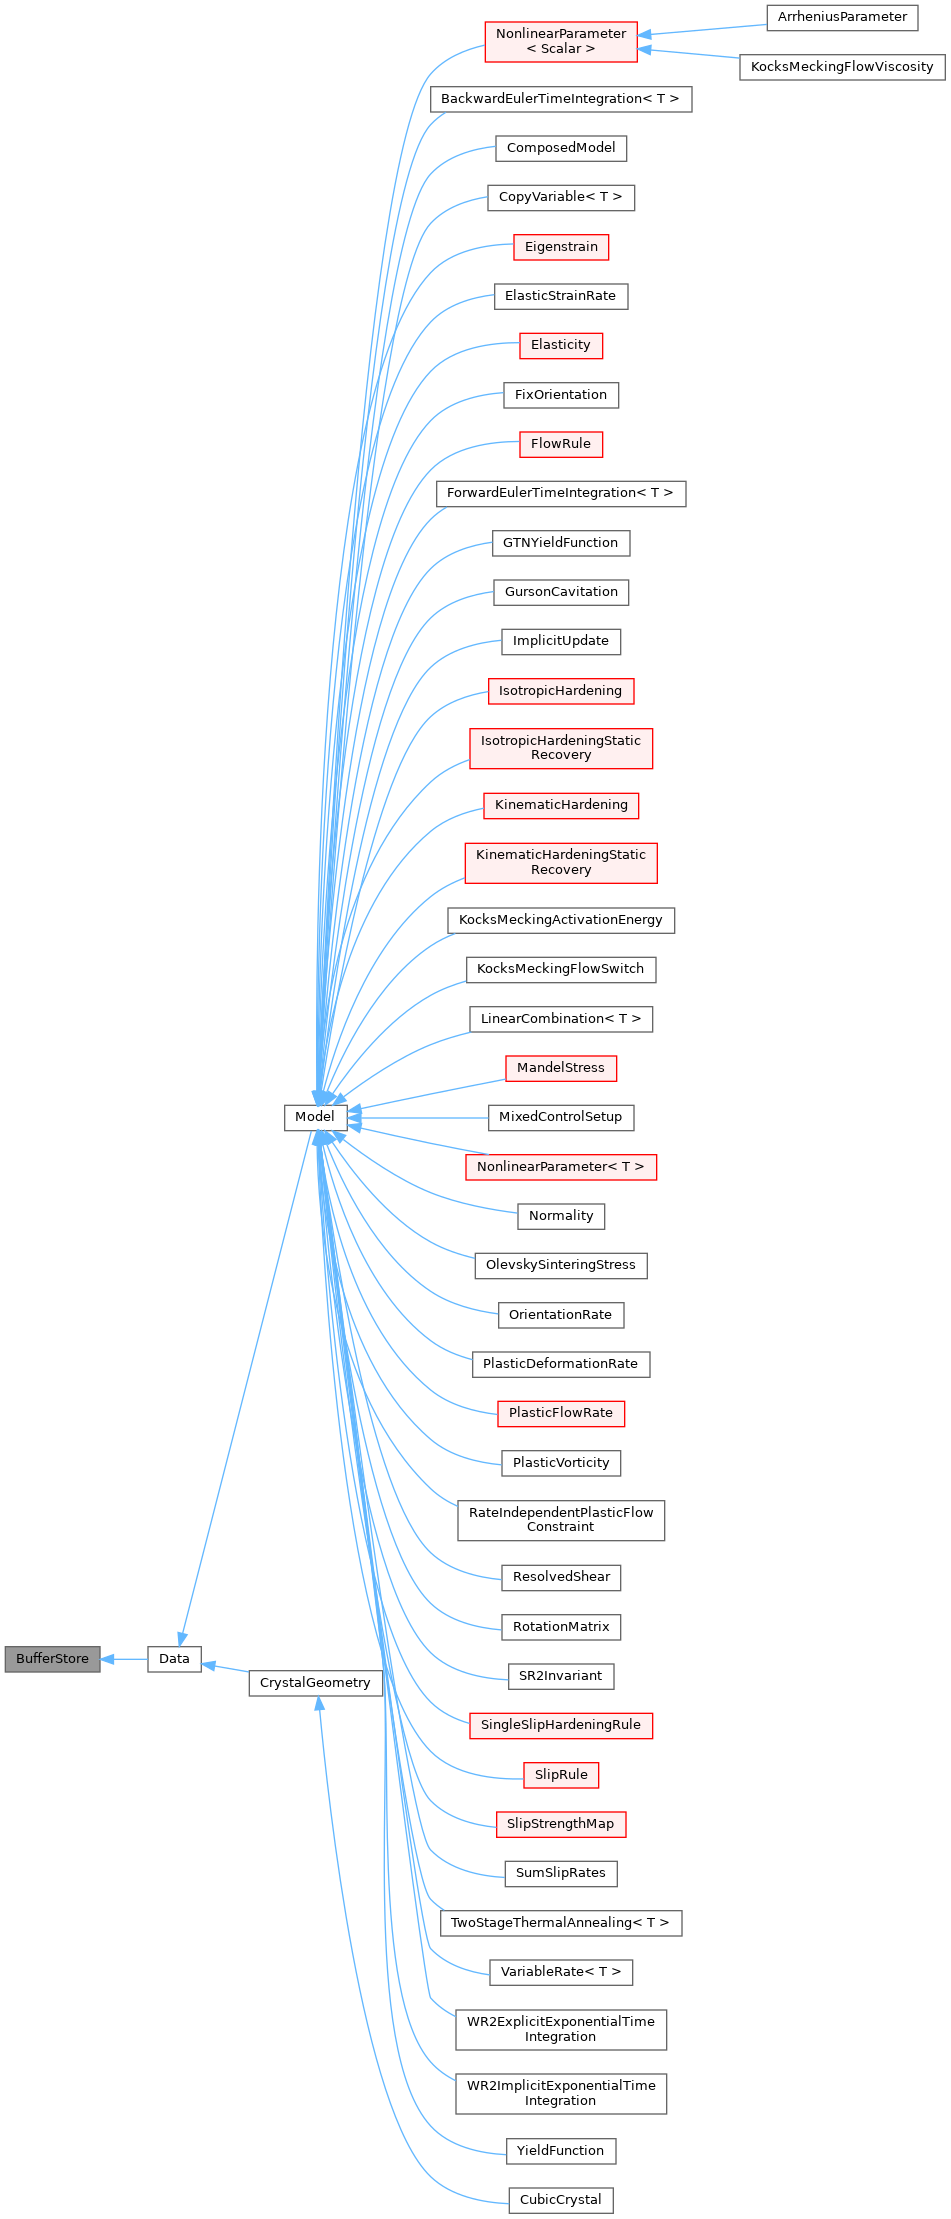 ArrheniusParameter
NonlinearParameter
< Scalar >
KocksMeckingFlowViscosity
BackwardEulerTimeIntegration< T >
ComposedModel
CopyVariable< T >
Eigenstrain
ElasticStrainRate
Elasticity
FixOrientation
FlowRule
ForwardEulerTimeIntegration< T >
GTNYieldFunction
GursonCavitation
ImplicitUpdate
IsotropicHardening
IsotropicHardeningStatic
Recovery
KinematicHardening
KinematicHardeningStatic
Recovery
KocksMeckingActivationEnergy
KocksMeckingFlowSwitch
LinearCombination< T >
MandelStress
Model
MixedControlSetup
NonlinearParameter< T >
Normality
OlevskySinteringStress
OrientationRate
PlasticDeformationRate
PlasticFlowRate
PlasticVorticity
RateIndependentPlasticFlow
Constraint
ResolvedShear
RotationMatrix
BufferStore
Data
SR2Invariant
CrystalGeometry
SingleSlipHardeningRule
SlipRule
SlipStrengthMap
SumSlipRates
TwoStageThermalAnnealing< T >
VariableRate< T >
WR2ExplicitExponentialTime
Integration
WR2ImplicitExponentialTime
Integration
YieldFunction
CubicCrystal